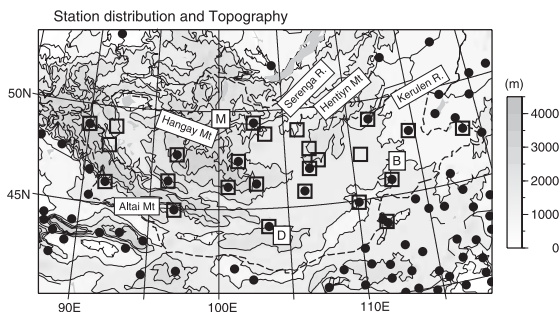 Station distribution and Topography
(m)
50N
45N
Hangay Mt
M
Serenge R.
Hentiyn Mt
Kerulen R.
B
Altai Mt
D
4000
3000
2000
1000
0
90E
100E
110E